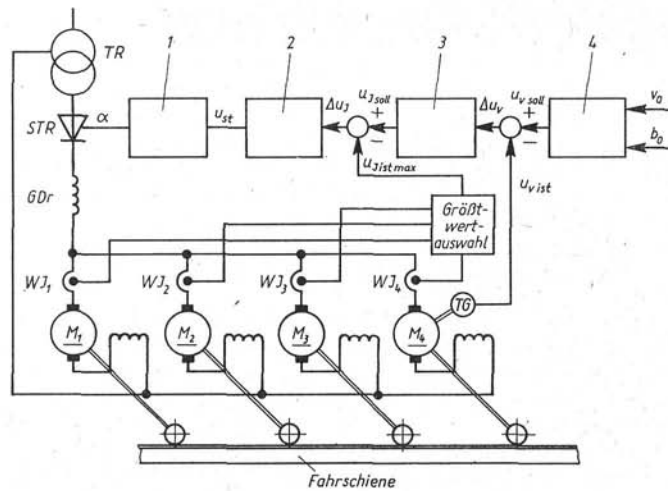 1
2
3
4
TR
STR
α
u_st
Δu_J
u_J soll
+
−
Δu_v
u_v soll
+
−
v_0
b_0
u_J ist max
u_v ist
GDr
Größt-
wert-
auswahl
WJ_1
WJ_2
WJ_3
WJ_4
TG
M_1
M_2
M_3
M_4
Fahrschiene